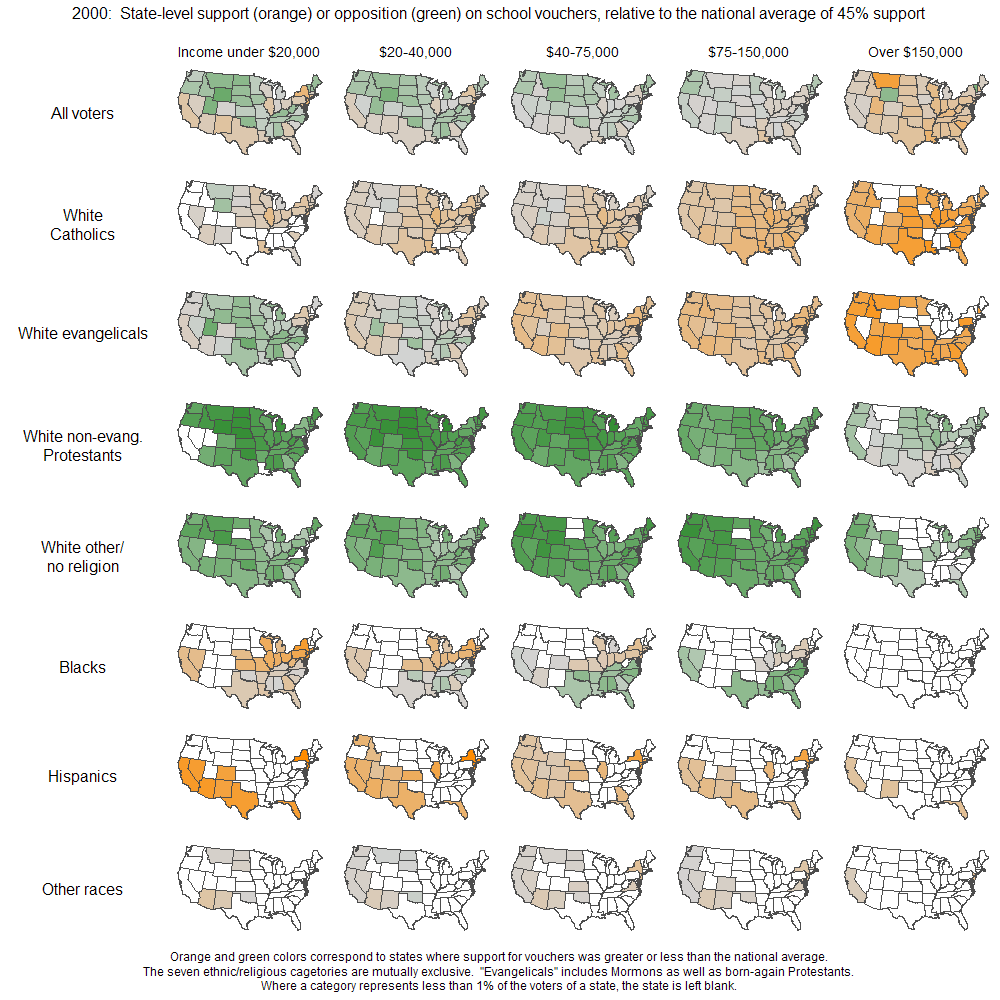 2000:  State-level support (orange) or opposition (green) on school vouchers, relative to the national average of 45% support
Income under $20,000
$20-40,000
$40-75,000
$75-150,000
Over $150,000
All voters
White
Catholics
White evangelicals
White non-evang.
Protestants
White other/
no religion
Blacks
Hispanics
Other races
Orange and green colors correspond to states where support for vouchers was greater or less than the national average.
The seven ethnic/religious cagetories are mutually exclusive.  "Evangelicals" includes Mormons as well as born-again Protestants.
Where a category represents less than 1% of the voters of a state, the state is left blank.